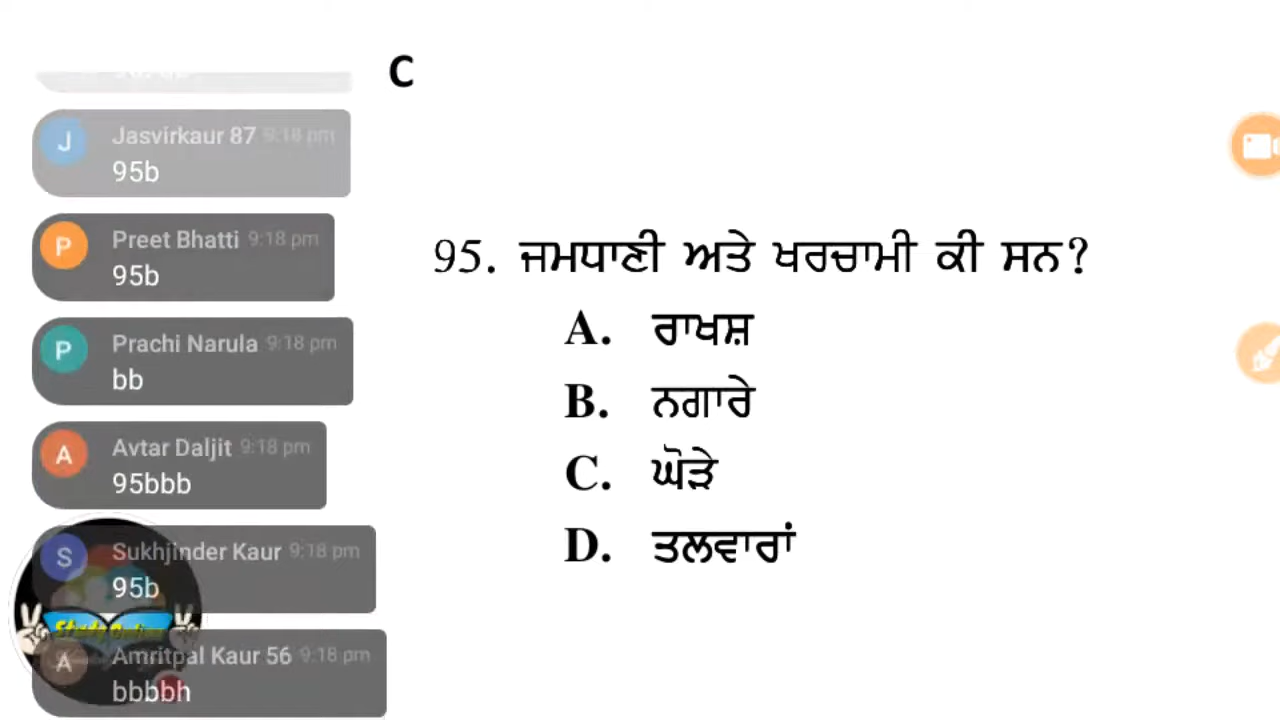 C
Jasvirkaur 87 9:18 pm
95b
Preet Bhatti 9:18 pm
95b
Prachi Narula 9:18 pm
bb
Avtar Daljit 9:18 pm
95bbb
Sukhjinder Kaur 9:18 pm
95b
Study Online
Amritpal Kaur 56 9:18 pm
bbbbh
95. ਜਮਧਾਣੀ ਅਤੇ ਖਰਚਾਮੀ ਕੀ ਸਨ?
A. ਰਾਖਸ਼
B. ਨਗਾਰੇ
C. ਘੋੜੇ
D. ਤਲਵਾਰਾਂ